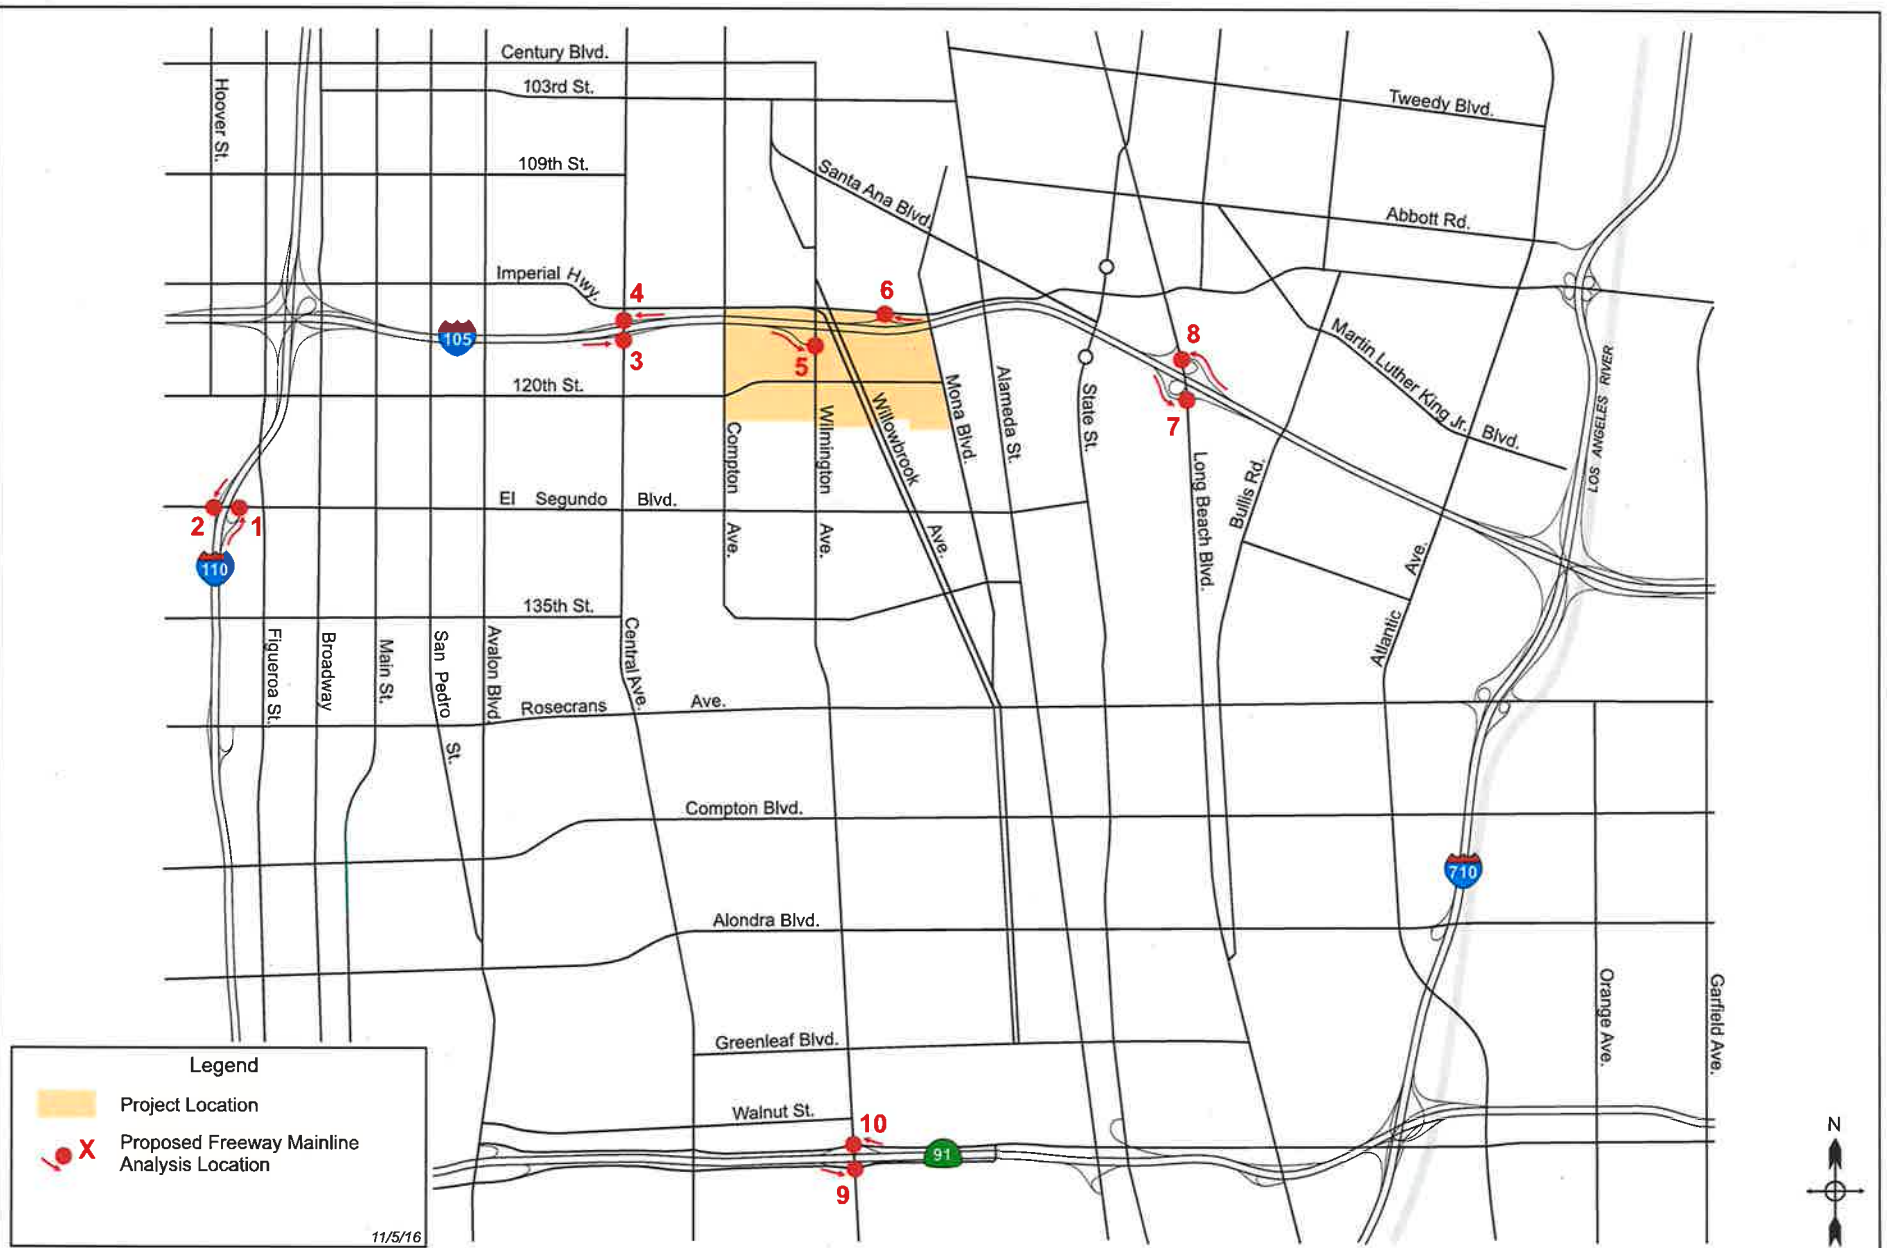 Century Blvd.
103rd St.
Tweedy Blvd.
Hoover St.
109th St.
Santa Ana Blvd.
Abbott Rd.
Imperial Hwy.
4
6
105
3
5
8
7
Martin Luther King Jr. Blvd.
LOS ANGELES RIVER
120th St.
Compton Ave.
Wilmington Ave.
Willowbrook Ave.
Mona Blvd.
Alameda St.
State St.
Long Beach Blvd.
Bullis Rd.
El Segundo Blvd.
2
1
110
135th St.
Figueroa St.
Broadway
Main St.
San Pedro St.
Avalon Blvd.
Central Ave.
Atlantic Ave.
Rosecrans Ave.
Compton Blvd.
710
Alondra Blvd.
Orange Ave.
Garfield Ave.
Greenleaf Blvd.
Walnut St.
10
91
9
Legend
Project Location
X
Proposed Freeway Mainline
Analysis Location
11/5/16
N